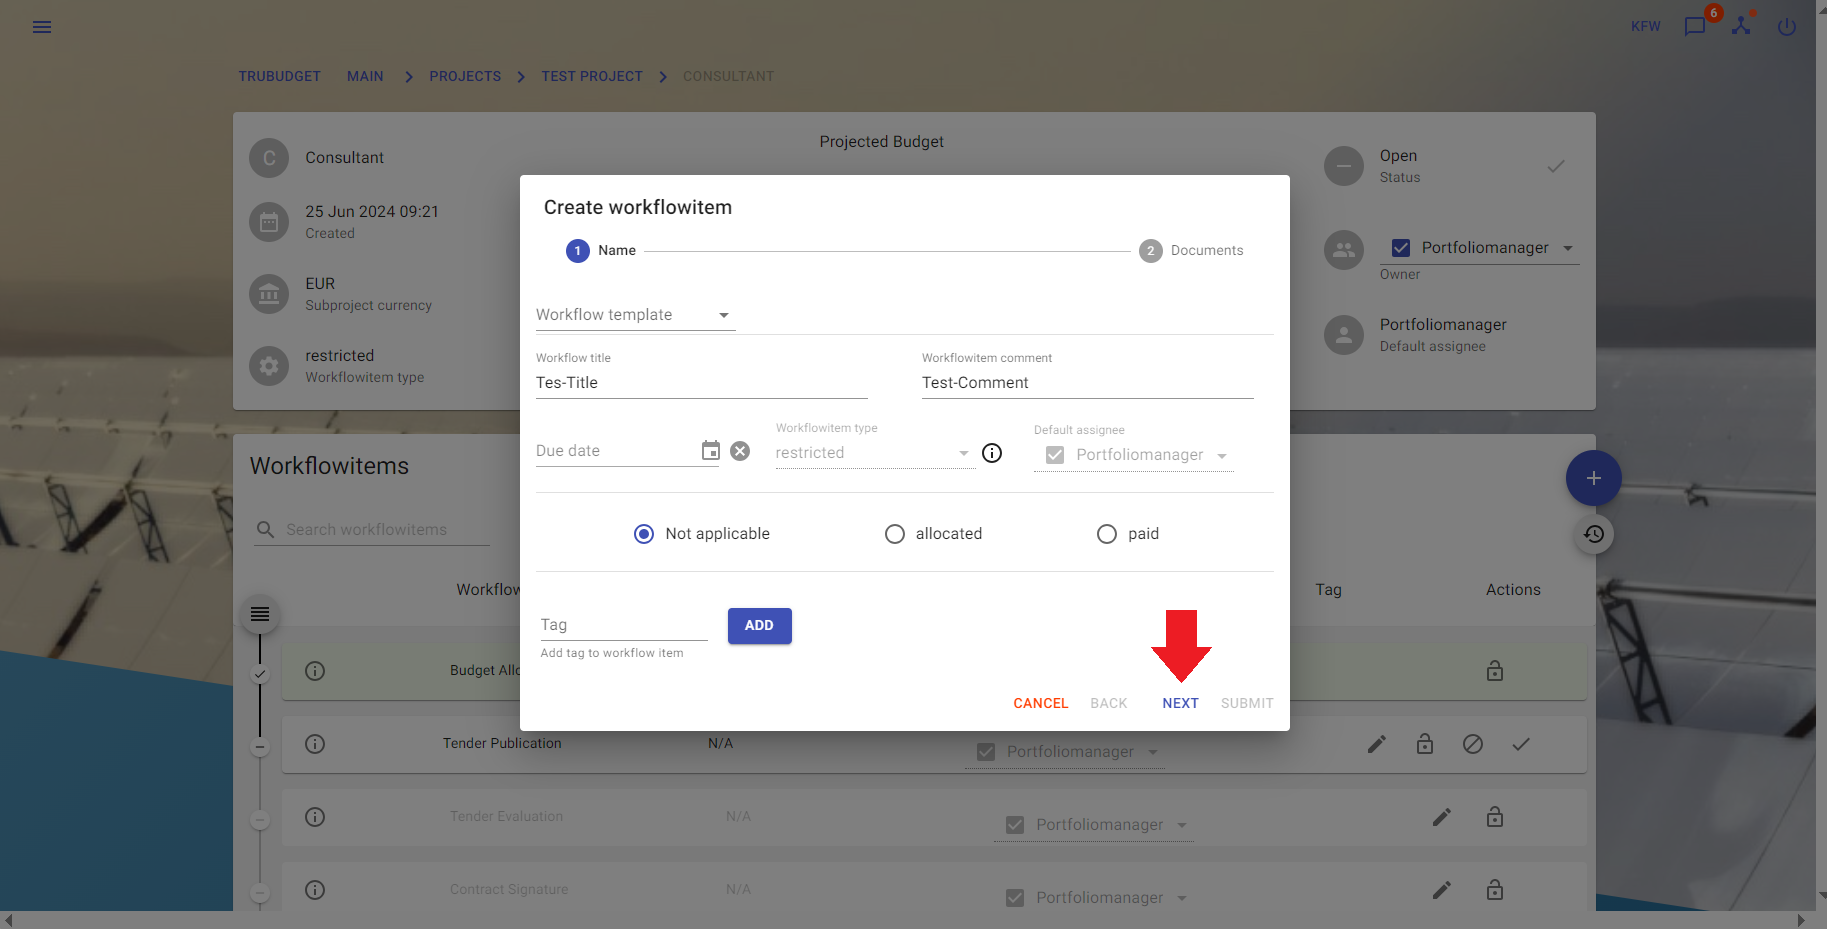 KFW
6
TRUBUDGET MAIN PROJECTS TEST PROJECT CONSULTANT
Projected Budget
C Consultant
25 Jun 2024 09:21
Created
EUR
Subproject currency
restricted
Workflowitem type
Open
Status
Portfoliomanager
Owner
Portfoliomanager
Default assignee
Create workflowitem
1 Name
2 Documents
Workflow template
Workflow title
Tes-Title
Workflowitem comment
Test-Comment
Due date
Workflowitem type
restricted
Default assignee
Portfoliomanager
Not applicable allocated paid
Tag
ADD
Add tag to workflow item
CANCEL BACK NEXT SUBMIT
Workflowitems
Search workflowitems
Workflow Tag Actions
Budget Allo
Tender Publication N/A Portfoliomanager
Tender Evaluation N/A Portfoliomanager
Contract Signature N/A Portfoliomanager